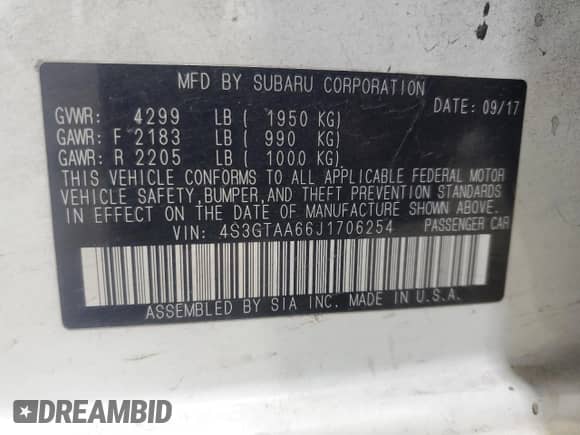 MFD BY SUBARU CORPORATION
DATE: 09/17
GVWR: 4299 LB ( 1950 KG)
GAWR: F 2183 LB ( 990 KG)
GAWR: R 2205 LB ( 1000 KG)
THIS VEHICLE CONFORMS TO ALL APPLICABLE FEDERAL MOTOR
VEHICLE SAFETY, BUMPER, AND THEFT PREVENTION STANDARDS
IN EFFECT ON THE DATE OF MANUFACTURE SHOWN ABOVE.
VIN: 4S3GTAA66J1706254 PASSENGER CAR
ASSEMBLED BY SIA INC. MADE IN U.S.A.
DREAMBID